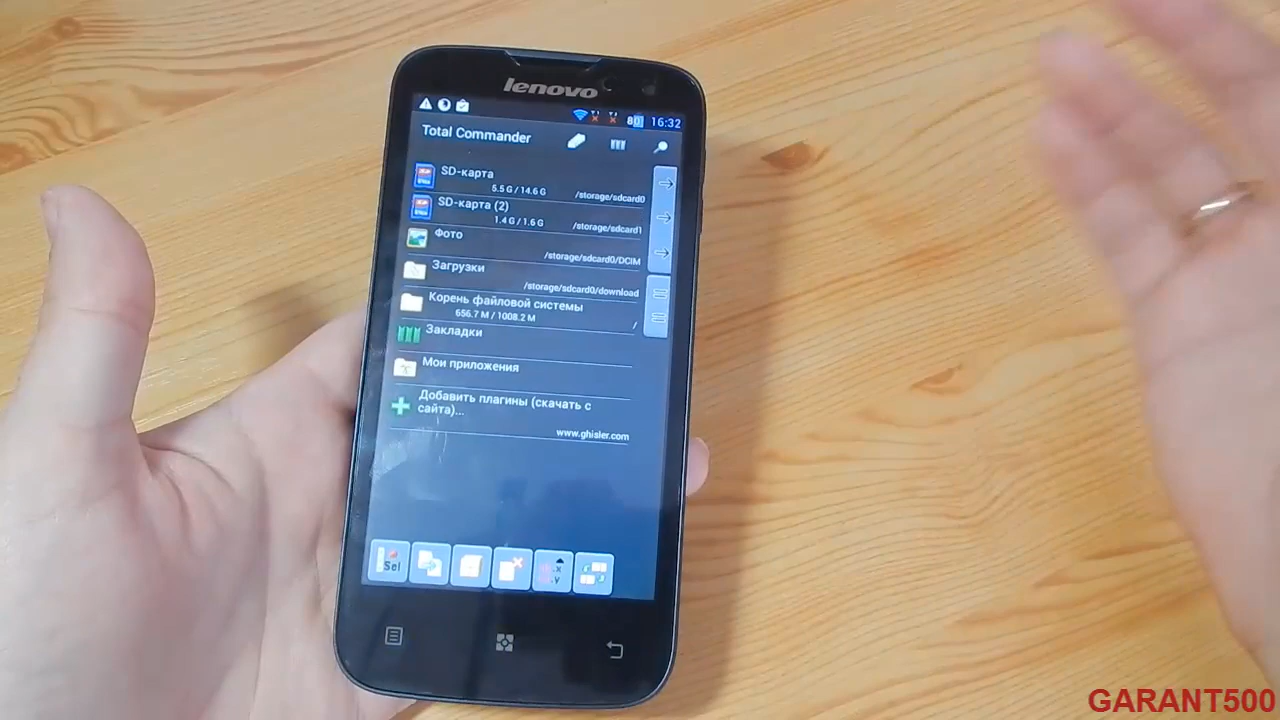 lenovo
80 16:32
Total Commander
SD-карта
5.5 G / 14.6 G /storage/sdcard0
SD-карта (2)
1.4 G / 1.6 G /storage/sdcard1
Фото
/storage/sdcard0/DCIM
Загрузки
/storage/sdcard0/download
Корень файловой системы
656.7 M / 1008.2 M /
Закладки
Мои приложения
Добавить плагины (скачать с
сайта)...
www.ghisler.com
Sel
GARANT500